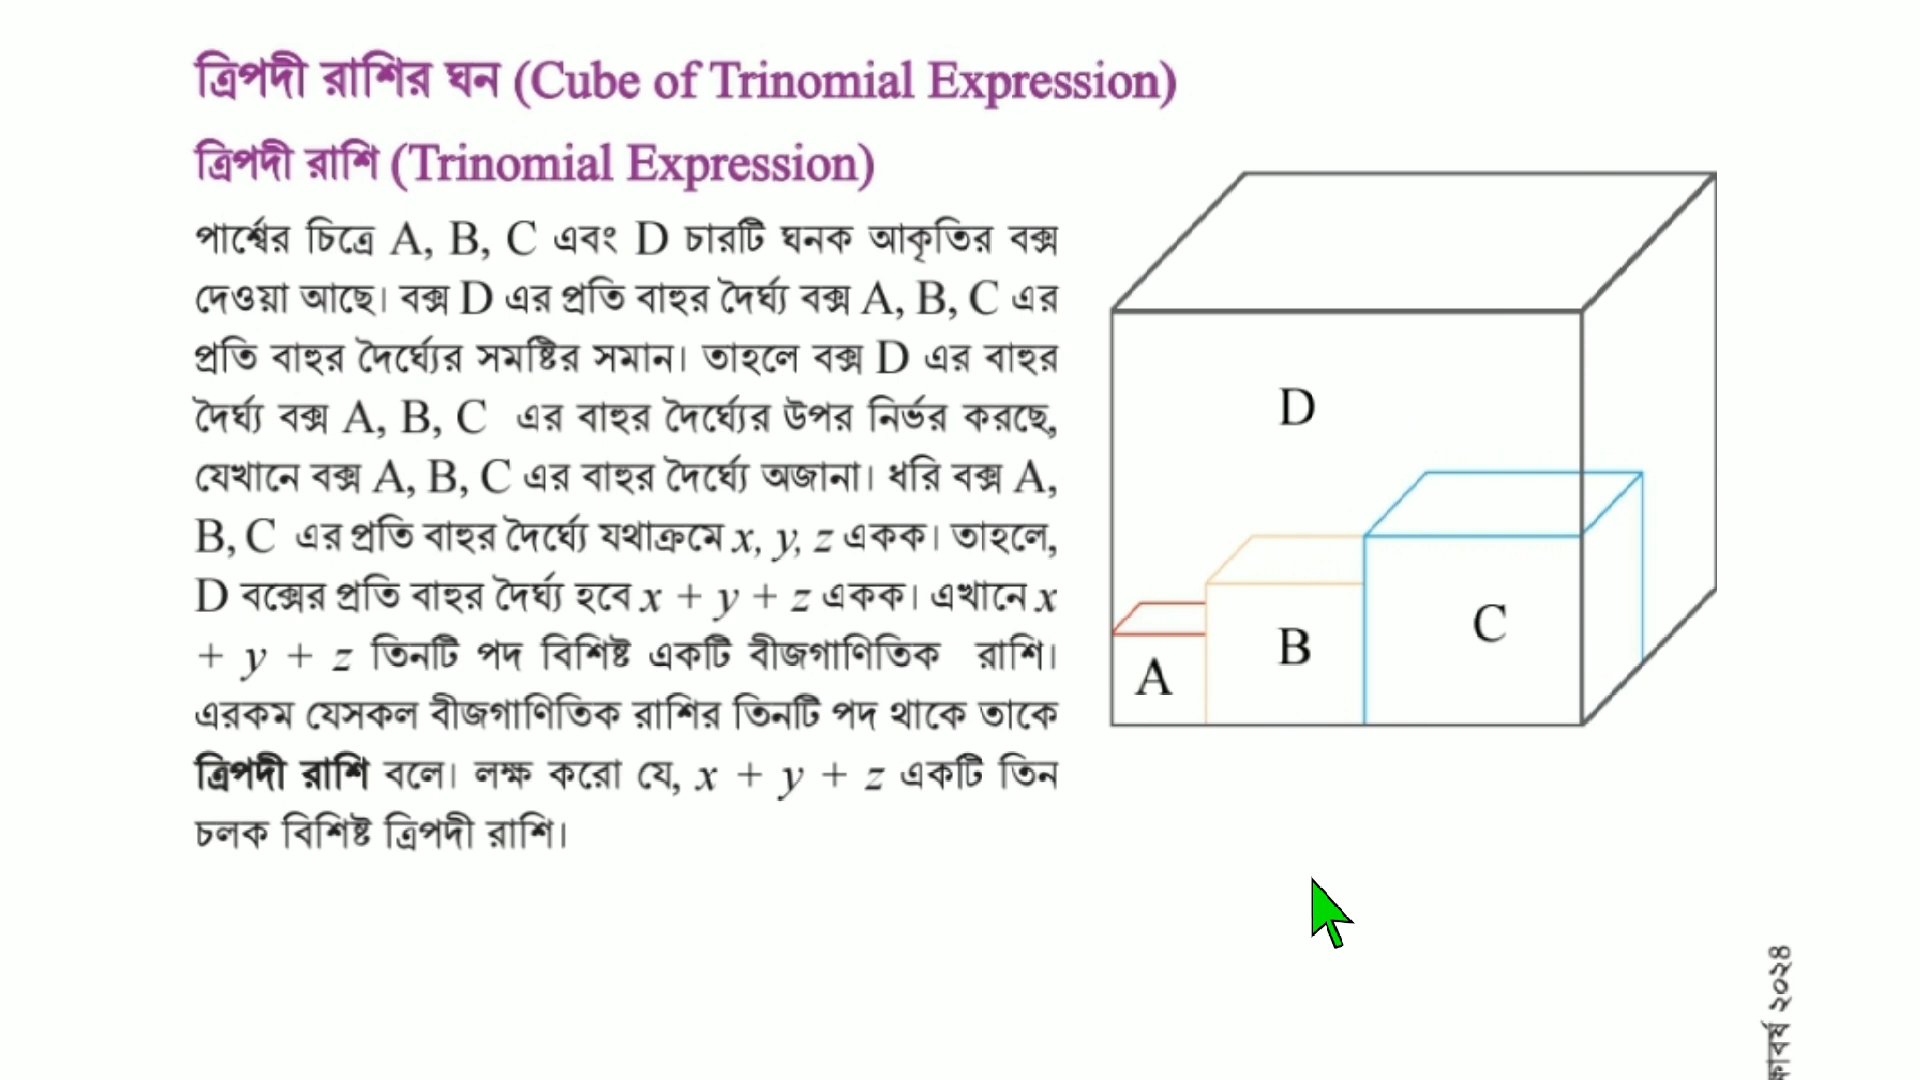 ত্রিপদী রাশির ঘন (Cube of Trinomial Expression)
ত্রিপদী রাশি (Trinomial Expression)
পার্শ্বের চিত্রে A, B, C এবং D চারটি ঘনক আকৃতির বক্স
দেওয়া আছে। বক্স D এর প্রতি বাহুর দৈর্ঘ্য বক্স A, B, C এর
প্রতি বাহুর দৈর্ঘ্যের সমষ্টির সমান। তাহলে বক্স D এর বাহুর
দৈর্ঘ্য বক্স A, B, C এর বাহুর দৈর্ঘ্যের উপর নির্ভর করছে,
যেখানে বক্স A, B, C এর বাহুর দৈর্ঘ্যে অজানা। ধরি বক্স A,
B, C এর প্রতি বাহুর দৈর্ঘ্যে যথাক্রমে x, y, z একক। তাহলে,
D বক্সের প্রতি বাহুর দৈর্ঘ্য হবে x + y + z একক। এখানে x
+ y + z তিনটি পদ বিশিষ্ট একটি বীজগাণিতিক রাশি।
এরকম যেসকল বীজগাণিতিক রাশির তিনটি পদ থাকে তাকে
ত্রিপদী রাশি বলে। লক্ষ করো যে, x + y + z একটি তিন
চলক বিশিষ্ট ত্রিপদী রাশি।
D
C
B
A
২০২৪